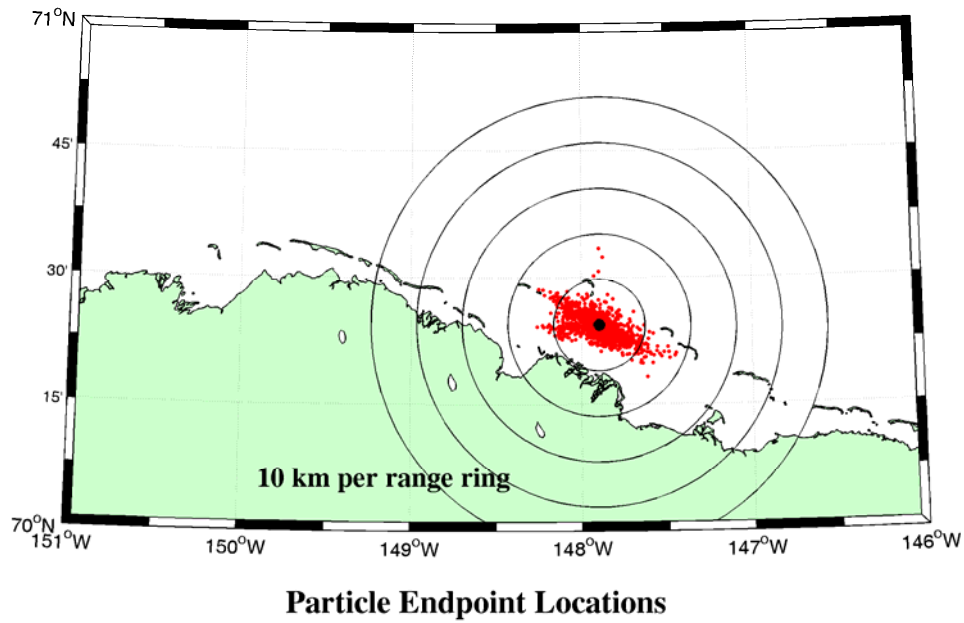 71°N
45'
30'
15'
10 km per range ring
70°N
151°W
150°W
149°W
148°W
147°W
146°W
Particle Endpoint Locations